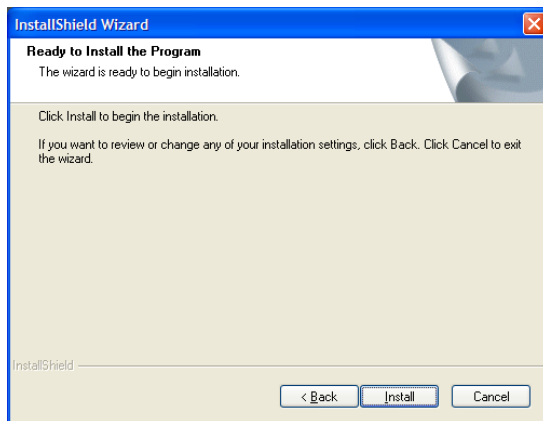 InstallShield Wizard
Ready to Install the Program
The wizard is ready to begin installation.
Click Install to begin the installation.
If you want to review or change any of your installation settings, click Back. Click Cancel to exit
the wizard.
InstallShield
< Back Install Cancel